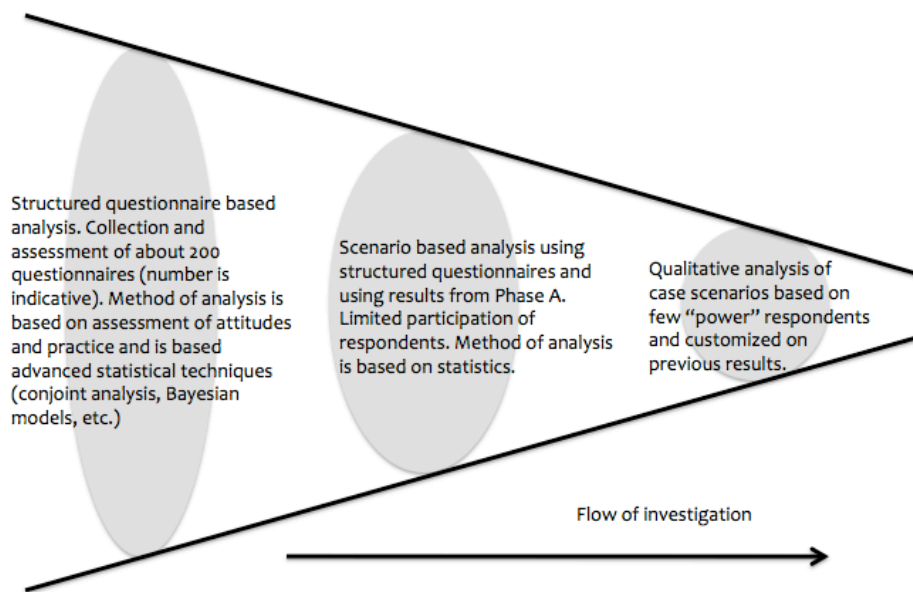 Structured questionnaire based
analysis. Collection and
assessment of about 200
questionnaires (number is
indicative). Method of analysis is
based on assessment of attitudes
and practice and is based
advanced statistical techniques
(conjoint analysis, Bayesian
models, etc.)
Scenario based analysis using
structured questionnaires and
using results from Phase A.
Limited participation of
respondents. Method of analysis
is based on statistics.
Qualitative analysis of
case scenarios based on
few “power” respondents
and customized on
previous results.
Flow of investigation